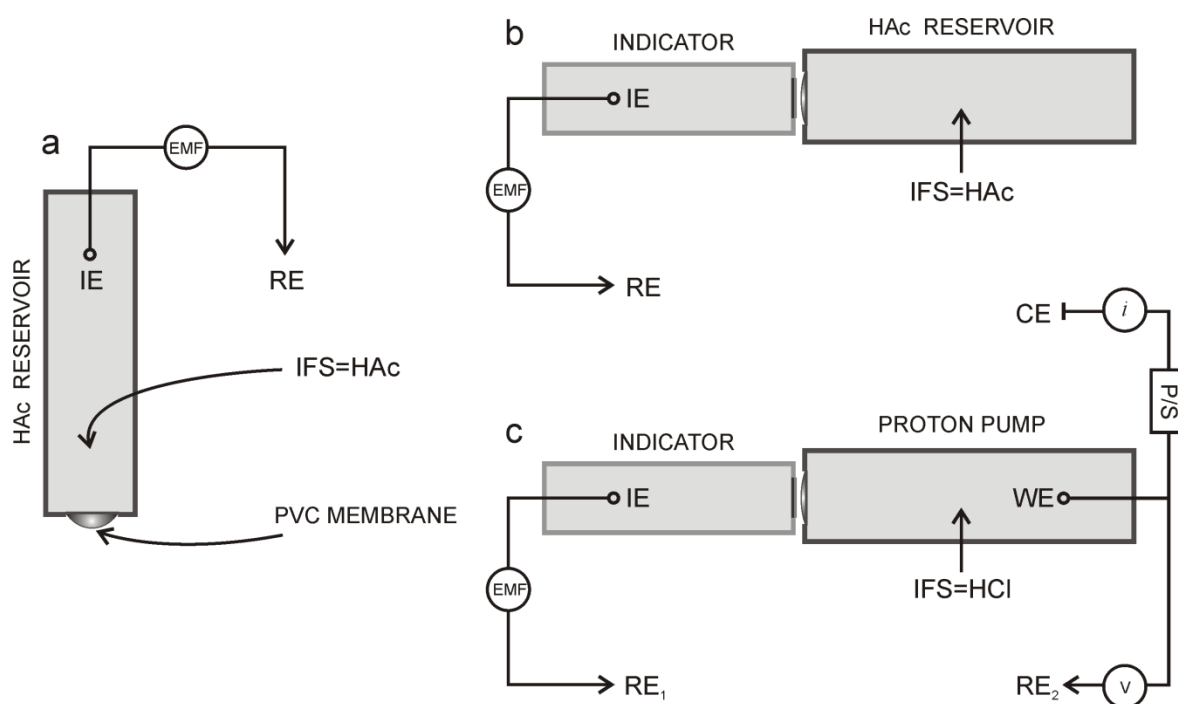 a
EMF
IE
RE
HAc RESERVOIR
IFS=HAc
PVC MEMBRANE
b
INDICATOR
HAc RESERVOIR
IE
EMF
IFS=HAc
RE
CE
i
P/S
c
INDICATOR
PROTON PUMP
IE
WE
EMF
IFS=HCl
RE₁
RE₂
V